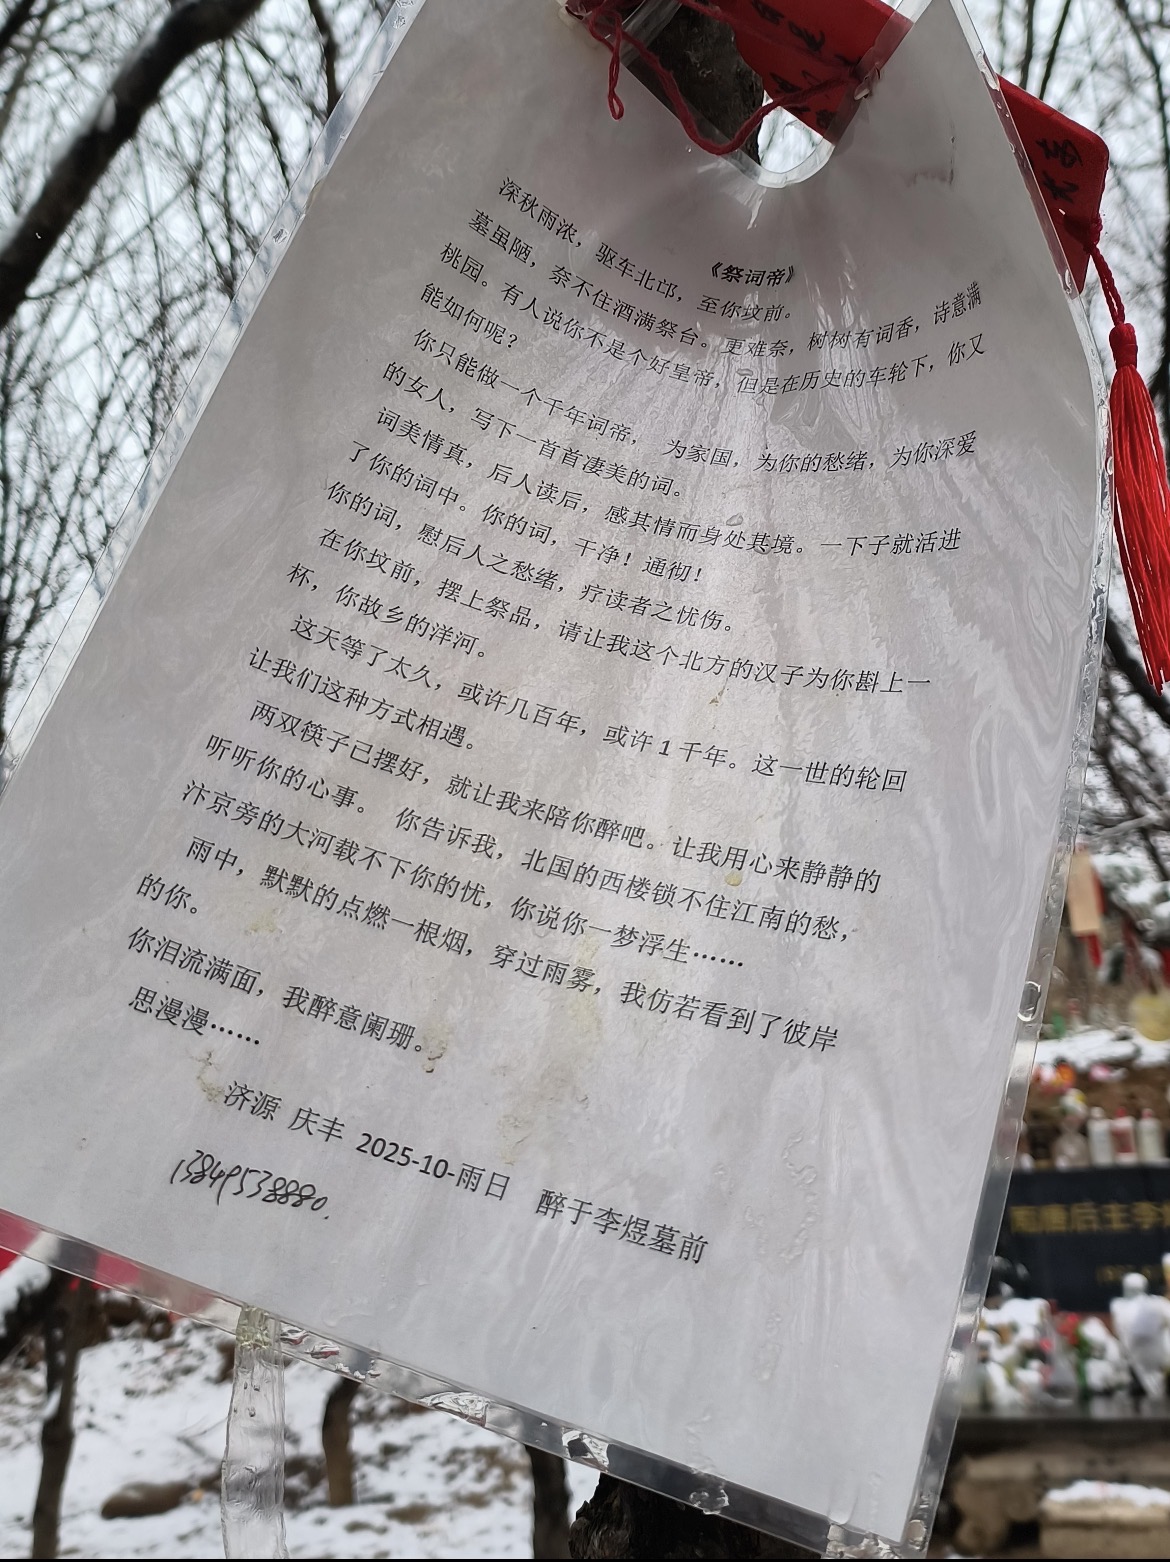 《祭词帝》
深秋雨浓，驱车北邙，至你坟前。
墓虽陋，奈不住酒满祭台。更难奈，树树有词香，诗意满
桃园。有人说你不是个好皇帝，但是在历史的车轮下，你又
能如何呢？
你只能做一个千年词帝， 为家国，为你的愁绪，为你深爱
的女人，写下一首首凄美的词。
词美情真，后人读后，感其情而身处其境。一下子就活进
了你的词中。你的词，干净！通彻！
你的词，慰后人之愁绪，疗读者之忧伤。
在你坟前，摆上祭品，请让我这个北方的汉子为你斟上一
杯，你故乡的洋河。
这天等了太久，或许几百年，或许 1 千年。这一世的轮回
让我们这种方式相遇。
两双筷子已摆好，就让我来陪你醉吧。让我用心来静静的
听听你的心事。 你告诉我，北国的西楼锁不住江南的愁，
汴京旁的大河载不下你的忧，你说你一梦浮生……
雨中，默默的点燃一根烟，穿过雨雾，我仿若看到了彼岸
的你。
你泪流满面，我醉意阑珊。
思漫漫……
济源 庆丰 2025-10-雨日 醉于李煜墓前
13849538880.
南唐后主李